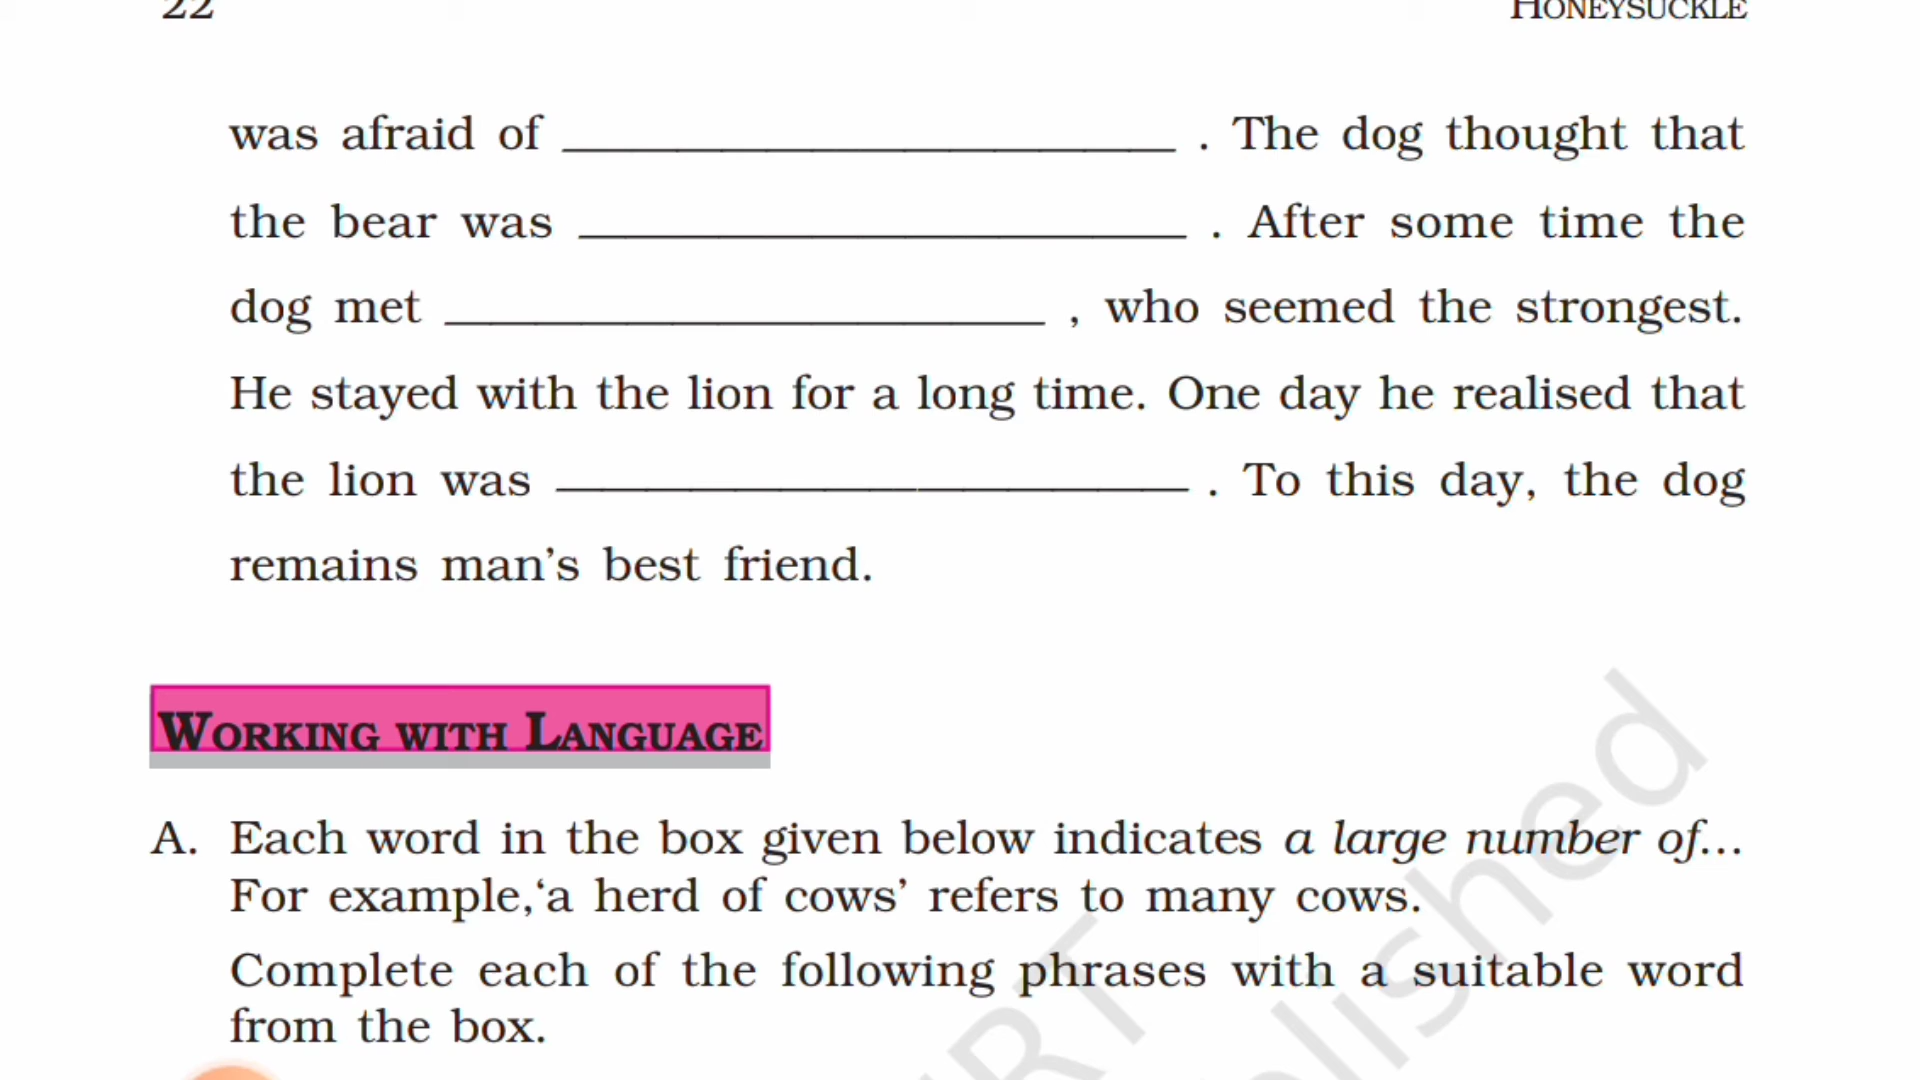 22 HONEYSUCKLE
was afraid of ______________ . The dog thought that
the bear was ______________ . After some time the
dog met ______________ , who seemed the strongest.
He stayed with the lion for a long time. One day he realised that
the lion was ______________ . To this day, the dog
remains man’s best friend.
WORKING WITH LANGUAGE
A. Each word in the box given below indicates a large number of...
For example,‘a herd of cows’ refers to many cows.
Complete each of the following phrases with a suitable word
from the box.